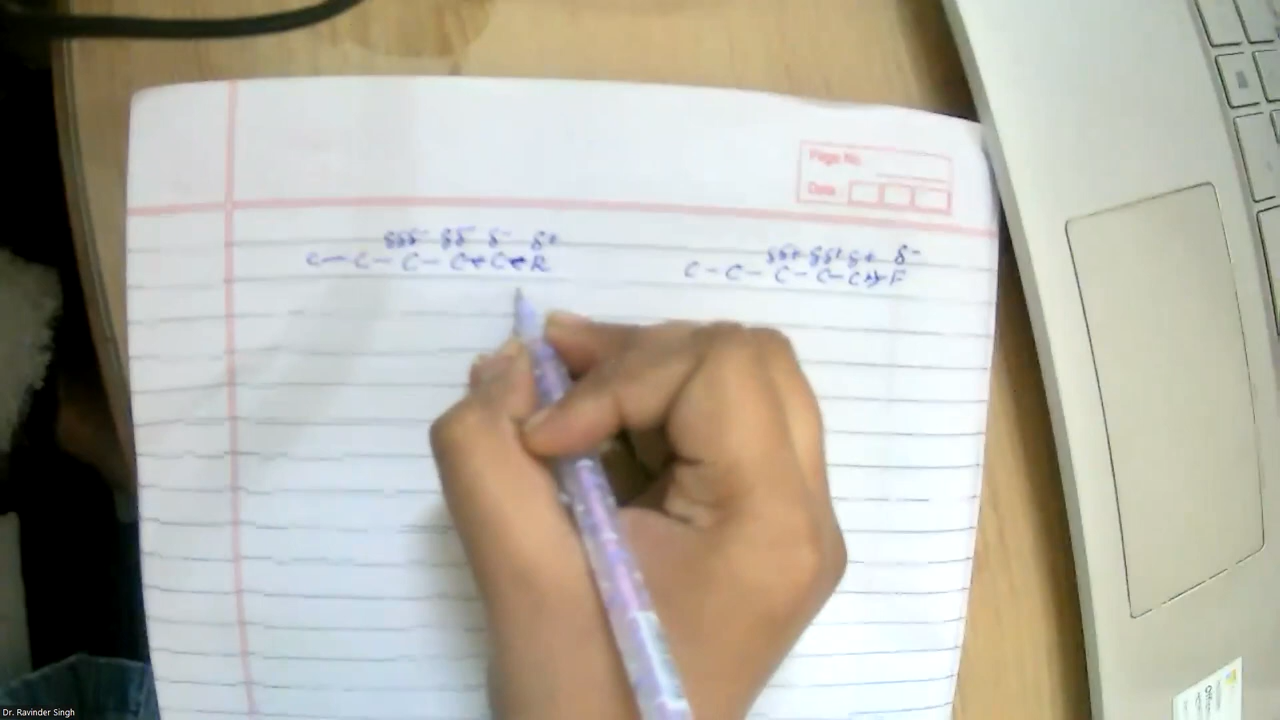 Page No.
Date
δδδ- δδ- δ- δ+
C - C - C - C ← C ← R
δδδ+ δδ+ δ+ δ-
C - C - C - C - C → F
Dr. Ravinder Singh